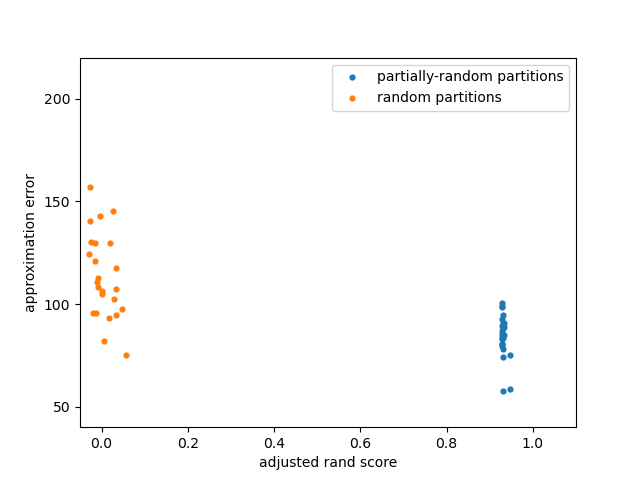 partially-random partitions
random partitions
200
150
100
50
approximation error
0.0 0.2 0.4 0.6 0.8 1.0
adjusted rand score